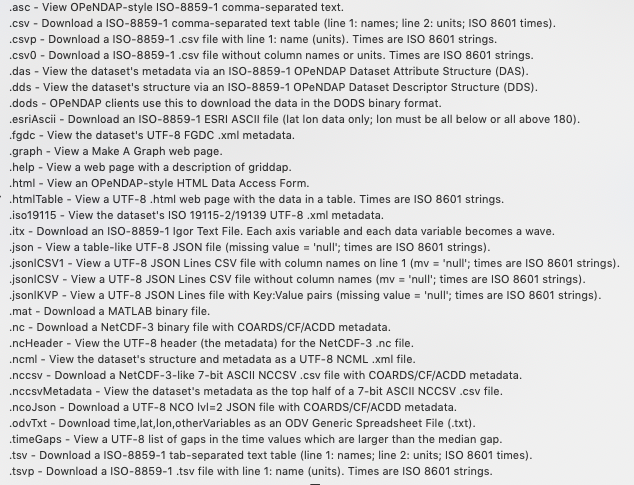 .asc - View OPeNDAP-style ISO-8859-1 comma-separated text.
.csv - Download a ISO-8859-1 comma-separated text table (line 1: names; line 2: units; ISO 8601 times).
.csvp - Download a ISO-8859-1 .csv file with line 1: name (units). Times are ISO 8601 strings.
.csv0 - Download a ISO-8859-1 .csv file without column names or units. Times are ISO 8601 strings.
.das - View the dataset's metadata via an ISO-8859-1 OPeNDAP Dataset Attribute Structure (DAS).
.dds - View the dataset's structure via an ISO-8859-1 OPeNDAP Dataset Descriptor Structure (DDS).
.dods - OPeNDAP clients use this to download the data in the DODS binary format.
.esriAscii - Download an ISO-8859-1 ESRI ASCII file (lat lon data only; lon must be all below or all above 180).
.fgdc - View the dataset's UTF-8 FGDC .xml metadata.
.graph - View a Make A Graph web page.
.help - View a web page with a description of griddap.
.html - View an OPeNDAP-style HTML Data Access Form.
.htmlTable - View a UTF-8 .html web page with the data in a table. Times are ISO 8601 strings.
.iso19115 - View the dataset's ISO 19115-2/19139 UTF-8 .xml metadata.
.itx - Download an ISO-8859-1 Igor Text File. Each axis variable and each data variable becomes a wave.
.json - View a table-like UTF-8 JSON file (missing value = 'null'; times are ISO 8601 strings).
.jsonlCSV1 - View a UTF-8 JSON Lines CSV file with column names on line 1 (mv = 'null'; times are ISO 8601 strings).
.jsonlCSV - View a UTF-8 JSON Lines CSV file without column names (mv = 'null'; times are ISO 8601 strings).
.jsonlKVP - View a UTF-8 JSON Lines file with Key:Value pairs (missing value = 'null'; times are ISO 8601 strings).
.mat - Download a MATLAB binary file.
.nc - Download a NetCDF-3 binary file with COARDS/CF/ACDD metadata.
.ncHeader - View the UTF-8 header (the metadata) for the NetCDF-3 .nc file.
.ncml - View the dataset's structure and metadata as a UTF-8 NCML .xml file.
.nccsv - Download a NetCDF-3-like 7-bit ASCII NCCSV .csv file with COARDS/CF/ACDD metadata.
.nccsvMetadata - View the dataset's metadata as the top half of a 7-bit ASCII NCCSV .csv file.
.ncoJson - Download a UTF-8 NCO lvl=2 JSON file with COARDS/CF/ACDD metadata.
.odvTxt - Download time,lat,lon,otherVariables as an ODV Generic Spreadsheet File (.txt).
.timeGaps - View a UTF-8 list of gaps in the time values which are larger than the median gap.
.tsv - Download a ISO-8859-1 tab-separated text table (line 1: names; line 2: units; ISO 8601 times).
.tsvp - Download a ISO-8859-1 .tsv file with line 1: name (units). Times are ISO 8601 strings.